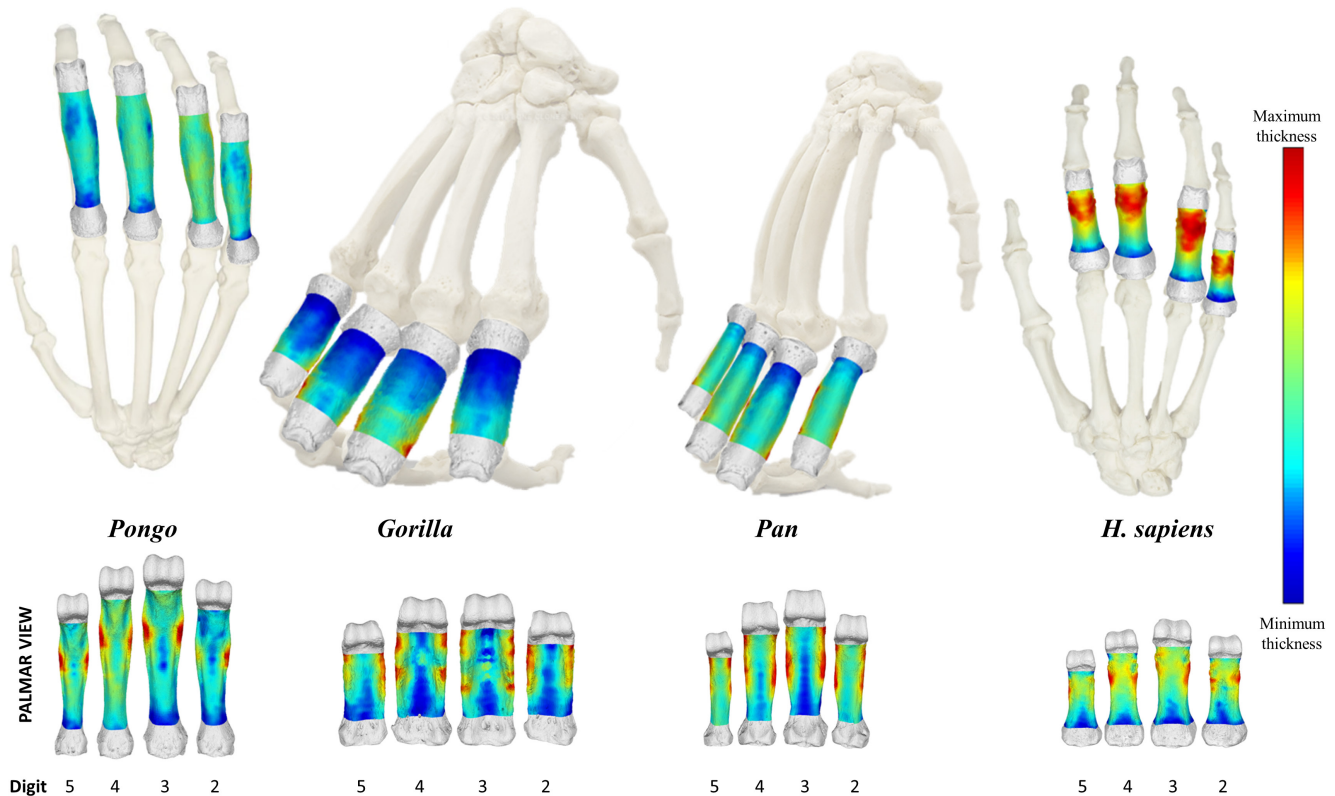 Maximum
thickness
Minimum
thickness
Pongo
Gorilla
Pan
H. sapiens
PALMAR VIEW
Digit 5 4 3 2 5 4 3 2 5 4 3 2 5 4 3 2